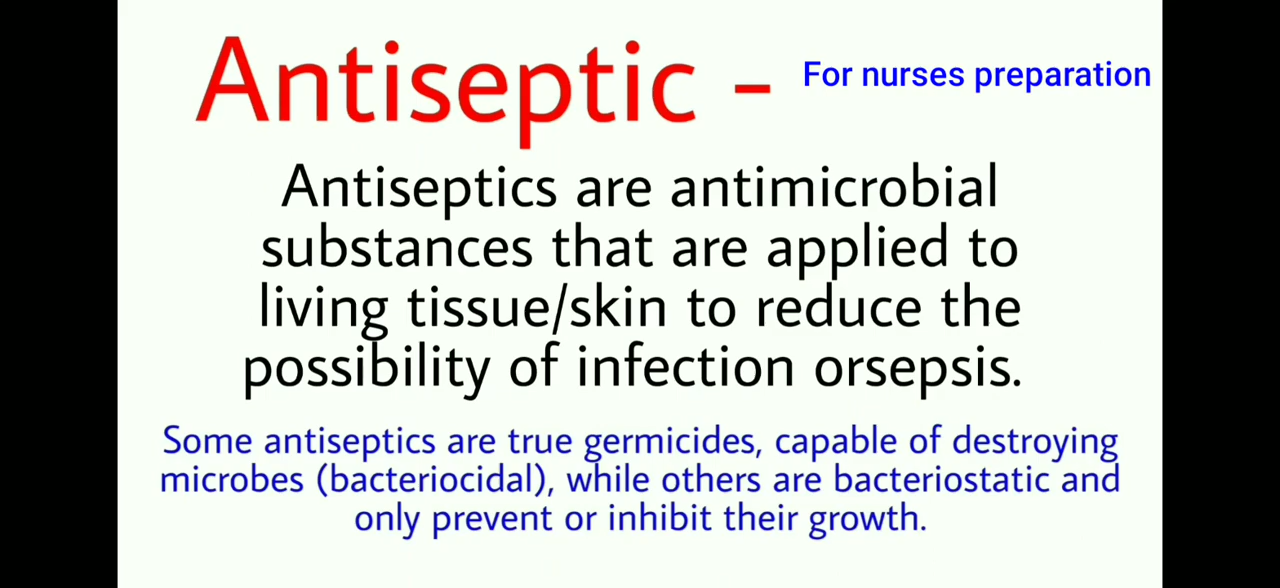 Antiseptic - For nurses preparation
Antiseptics are antimicrobial
substances that are applied to
living tissue/skin to reduce the
possibility of infection orsepsis.
Some antiseptics are true germicides, capable of destroying
microbes (bacteriocidal), while others are bacteriostatic and
only prevent or inhibit their growth.